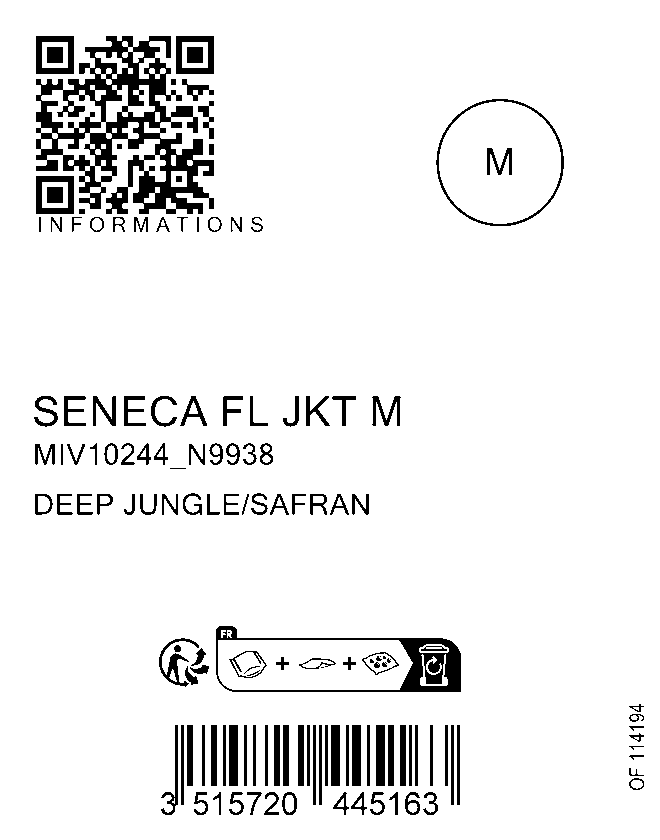 INFORMATIONS
M
SENECA FL JKT M
MIV10244_N9938
DEEP JUNGLE/SAFRAN
FR
+ +
3 515720 445163
OF 114194